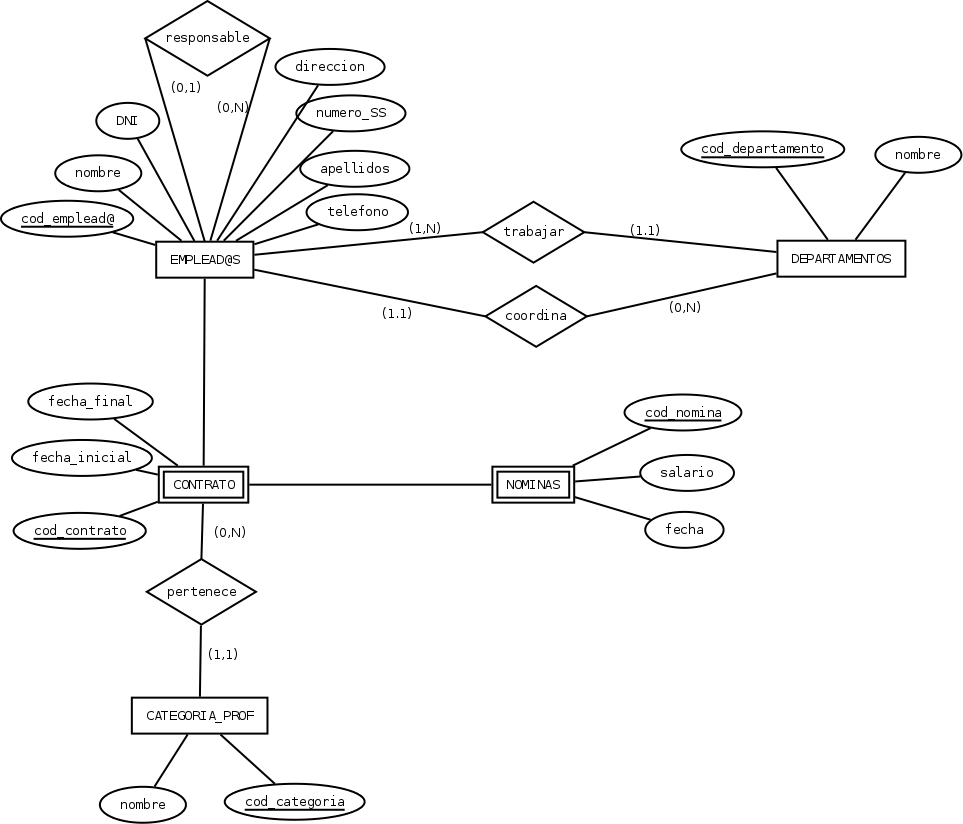 responsable
direccion
(0,1)
(0,N)
numero_SS
DNI
apellidos
nombre
cod_departamento
nombre
telefono
cod_emplead@
(1,N)
trabajar
(1.1)
EMPLEAD@S
DEPARTAMENTOS
(1.1)
coordina
(0,N)
fecha_final
cod_nomina
fecha_inicial
salario
CONTRATO
NOMINAS
cod_contrato
fecha
(0,N)
pertenece
(1,1)
CATEGORIA_PROF
nombre
cod_categoria